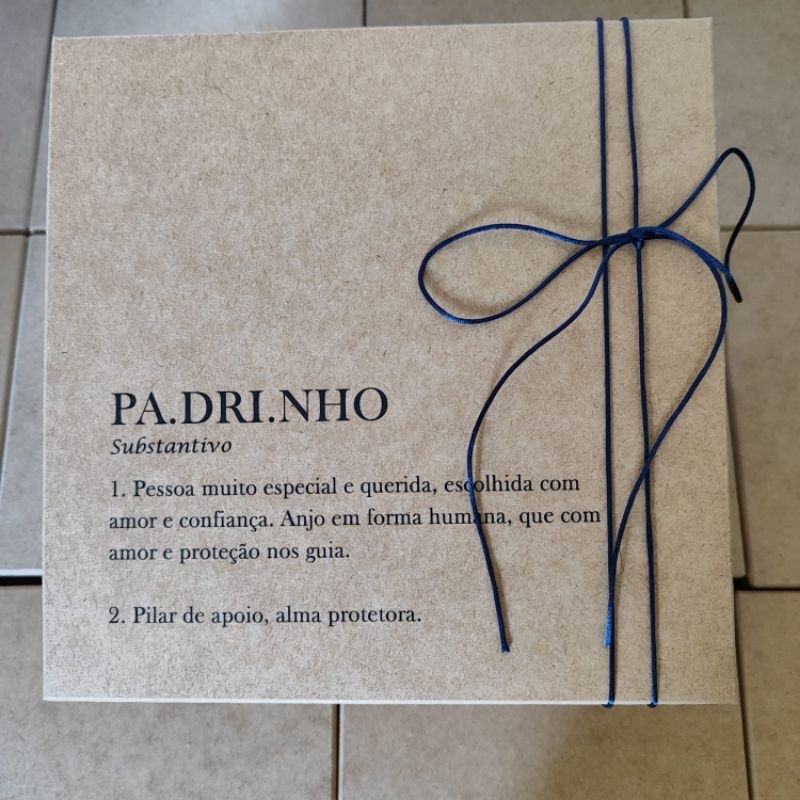 PA.DRI.NHO
Substantivo
1. Pessoa muito especial e querida, escolhida com
amor e confiança. Anjo em forma humana, que com
amor e proteção nos guia.
2. Pilar de apoio, alma protetora.